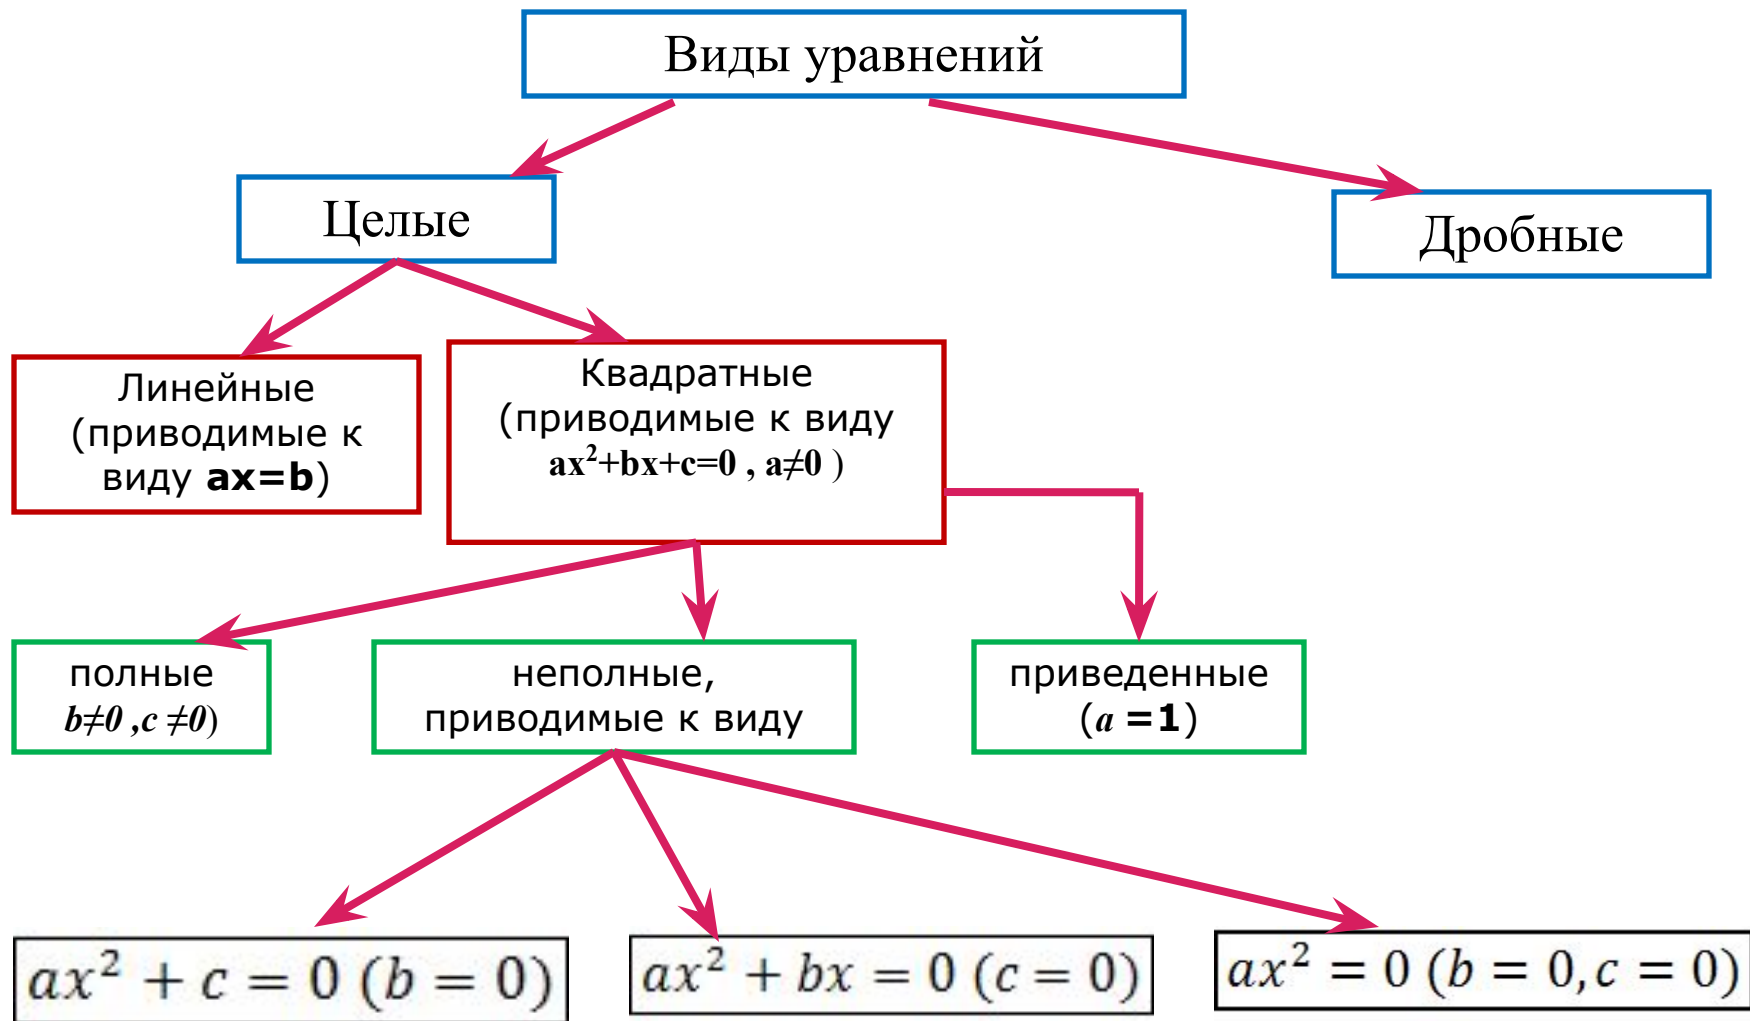 Виды уравнений
Целые
Дробные
Линейные
(приводимые к
виду ax=b)
Квадратные
(приводимые к виду
ax²+bx+c=0 , a≠0 )
полные
b≠0 ,c ≠0)
неполные,
приводимые к виду
приведенные
(a =1)
ax² + c = 0 (b = 0)
ax² + bx = 0 (c = 0)
ax² = 0 (b = 0, c = 0)